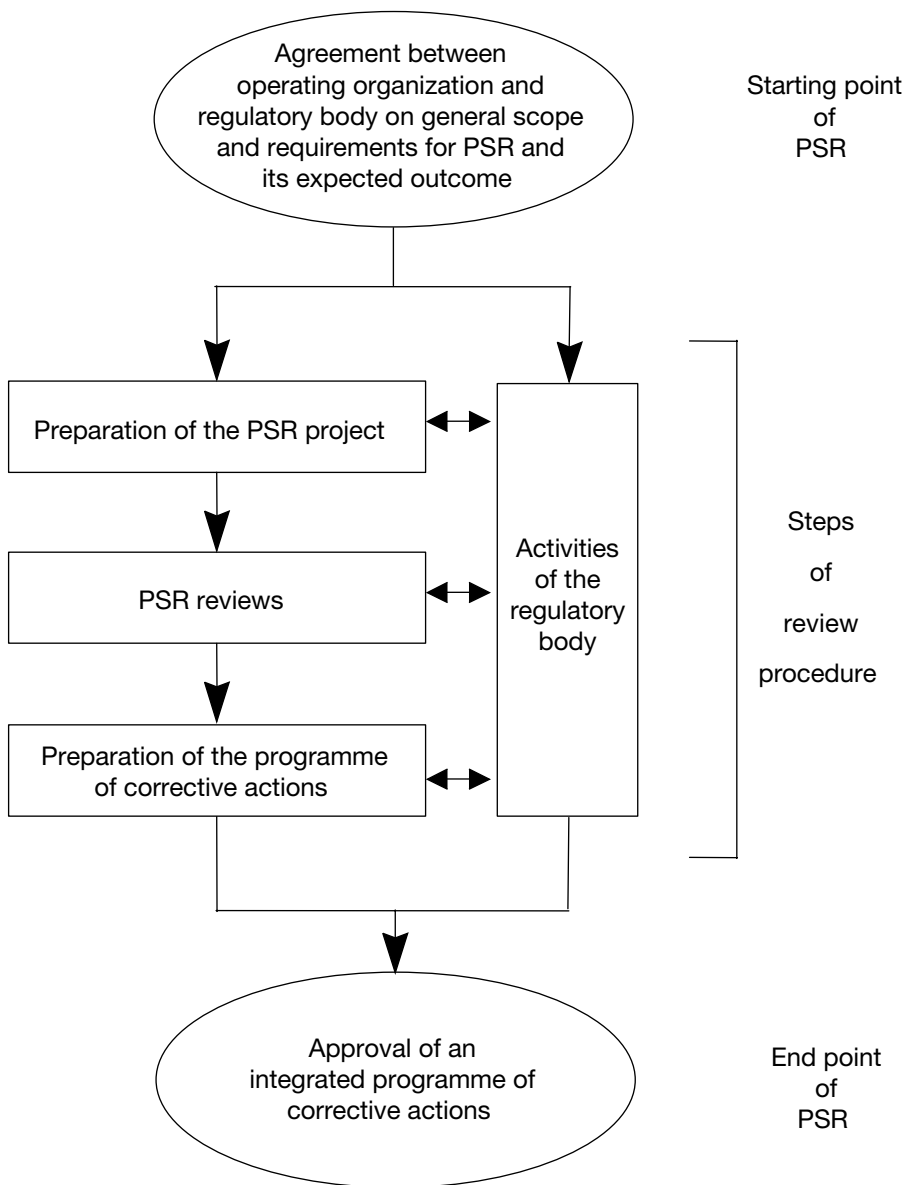 Agreement between
operating organization and
regulatory body on general scope
and requirements for PSR and
its expected outcome
Starting point
of
PSR
Preparation of the PSR project
PSR reviews
Preparation of the programme
of corrective actions
Activities
of the
regulatory
body
Steps
of
review
procedure
Approval of an
integrated programme of
corrective actions
End point
of
PSR